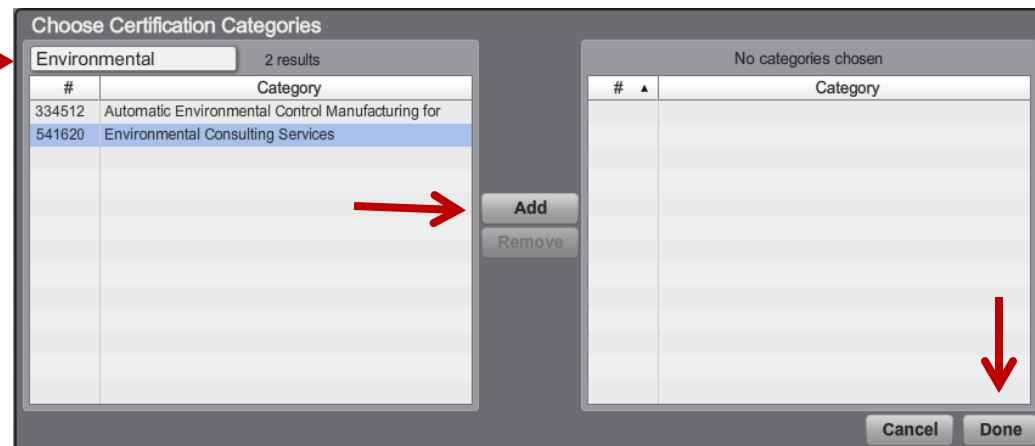 Choose Certification Categories
Environmental 2 results
# Category
334512 Automatic Environmental Control Manufacturing for
541620 Environmental Consulting Services
Add
Remove
No categories chosen
# ▲ Category
Cancel Done